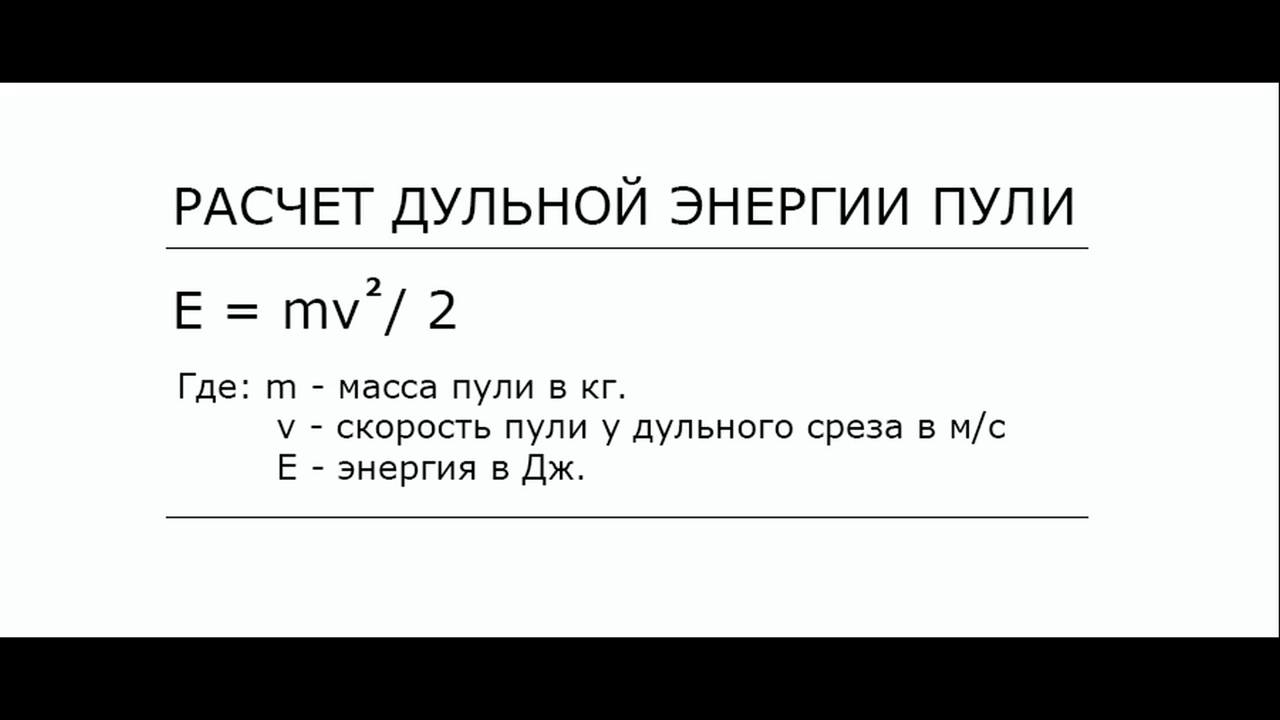 РАСЧЕТ ДУЛЬНОЙ ЭНЕРГИИ ПУЛИ
E = mv²/ 2
Где: m - масса пули в кг.
v - скорость пули у дульного среза в м/с
E - энергия в Дж.